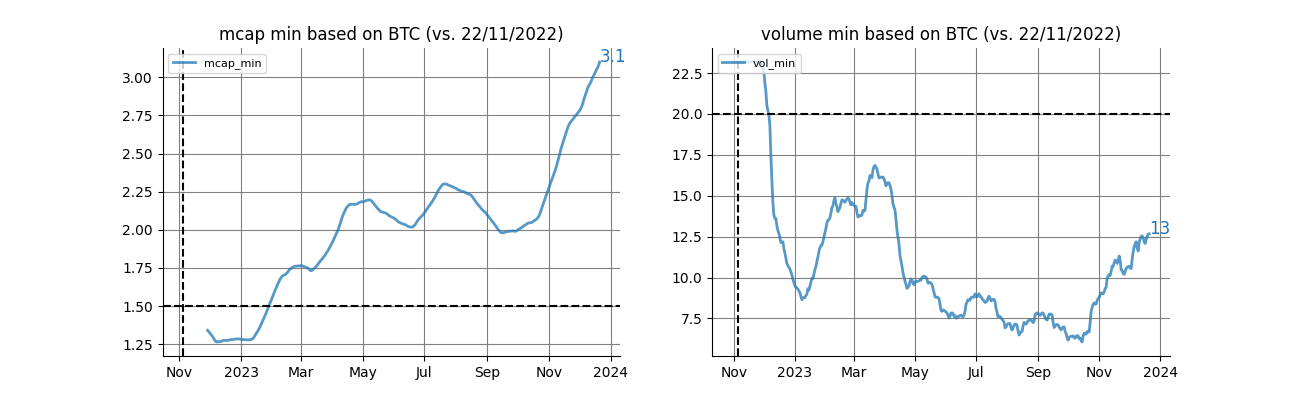 mcap min based on BTC (vs. 22/11/2022)
mcap_min
3.1
3.00
2.75
2.50
2.25
2.00
1.75
1.50
1.25
Nov 2023 Mar May Jul Sep Nov 2024
volume min based on BTC (vs. 22/11/2022)
vol_min
22.5
20.0
17.5
15.0
13
12.5
10.0
7.5
Nov 2023 Mar May Jul Sep Nov 2024